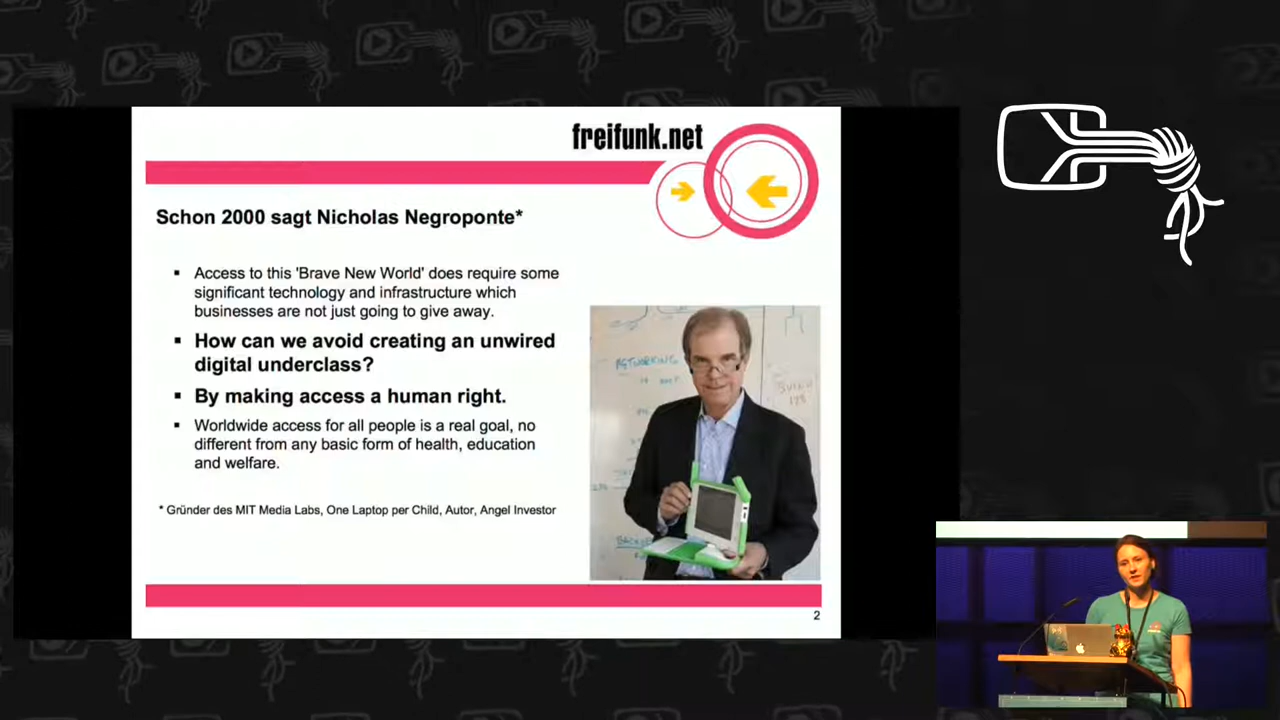 freifunk.net
Schon 2000 sagt Nicholas Negroponte*
▪ Access to this 'Brave New World' does require some
significant technology and infrastructure which
businesses are not just going to give away.
▪ How can we avoid creating an unwired
digital underclass?
▪ By making access a human right.
▪ Worldwide access for all people is a real goal, no
different from any basic form of health, education
and welfare.
NETWORKING
* Gründer des MIT Media Labs, One Laptop per Child, Autor, Angel Investor
2